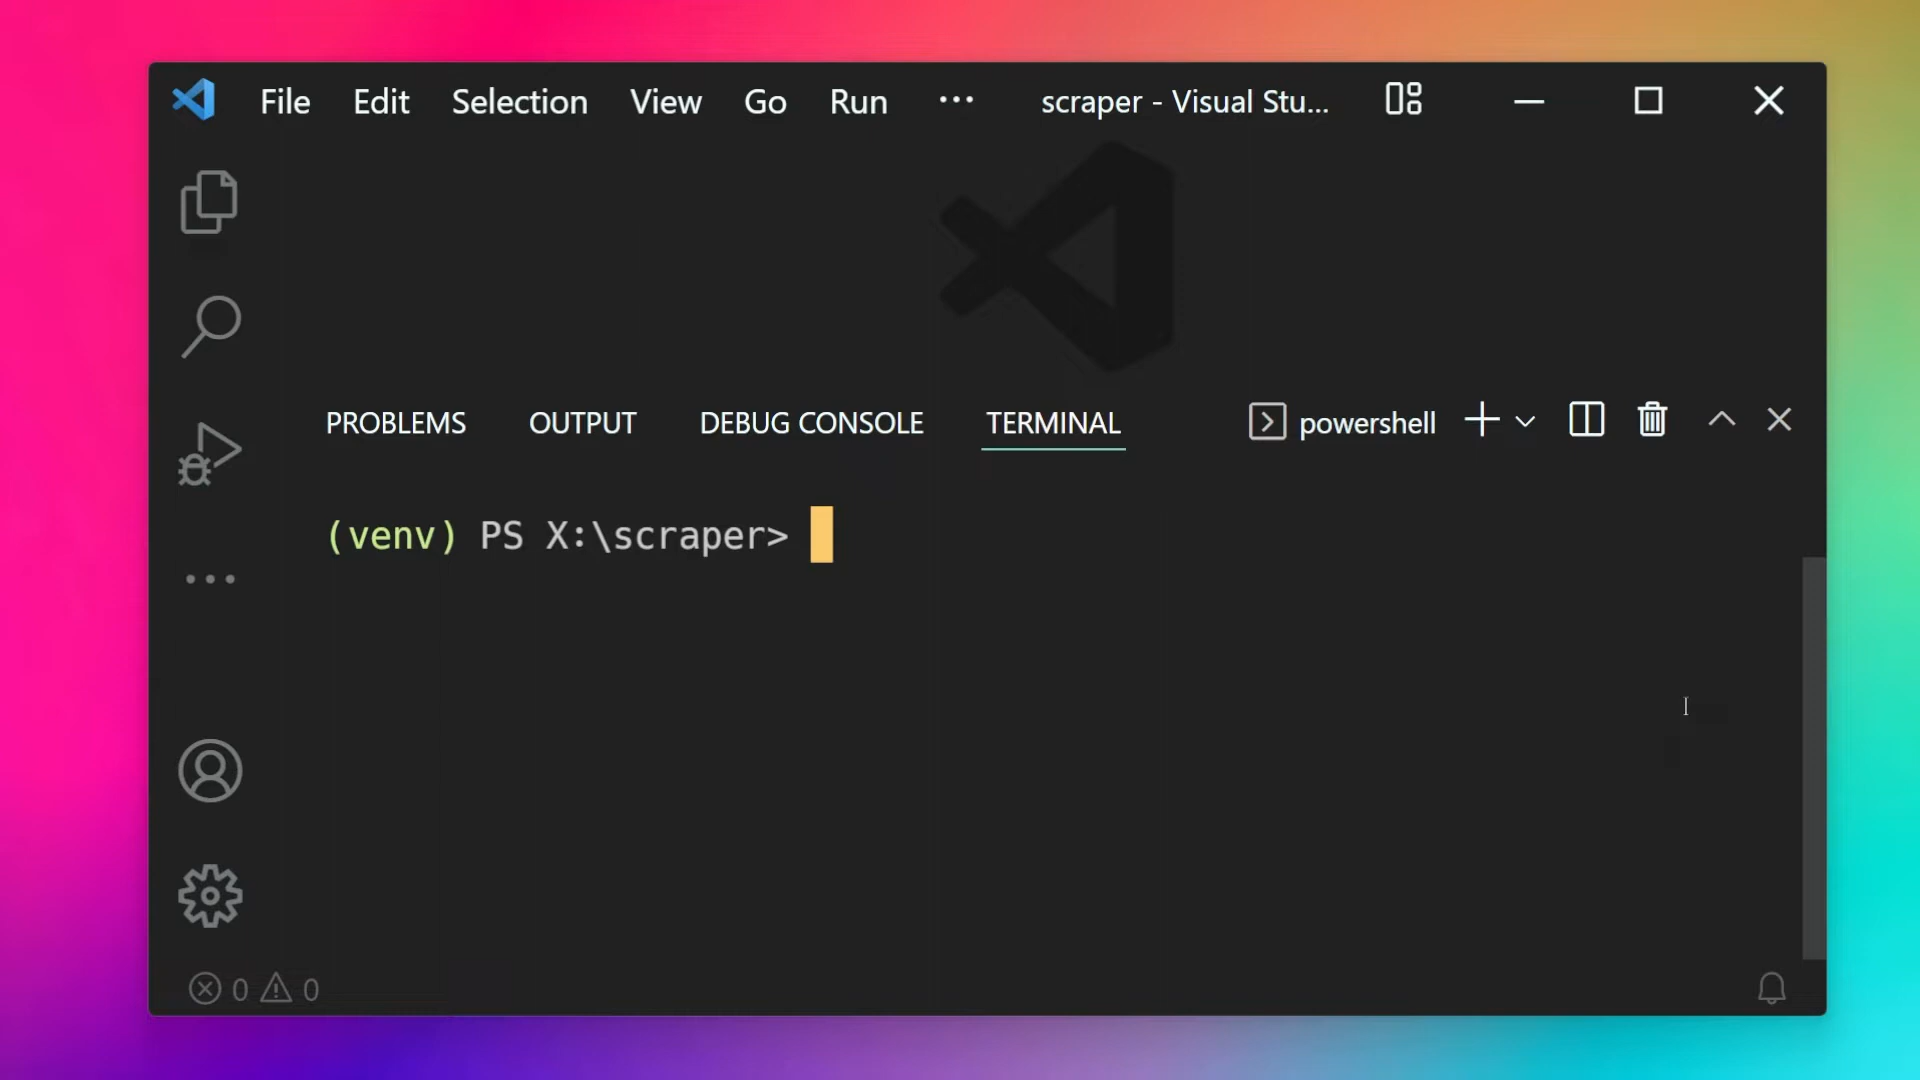 File Edit Selection View Go Run ··· scraper - Visual Stu...
PROBLEMS OUTPUT DEBUG CONSOLE TERMINAL powershell
(venv) PS X:\scraper>
0 0